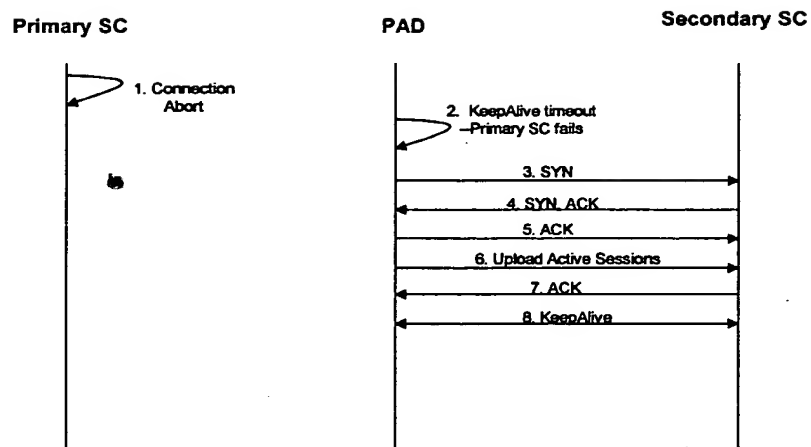 Primary SC
PAD
Secondary SC
1. Connection
Abort
2. KeepAlive timeout
–Primary SC fails
3. SYN
4. SYN, ACK
5. ACK
6. Upload Active Sessions
7. ACK
8. KeepAlive